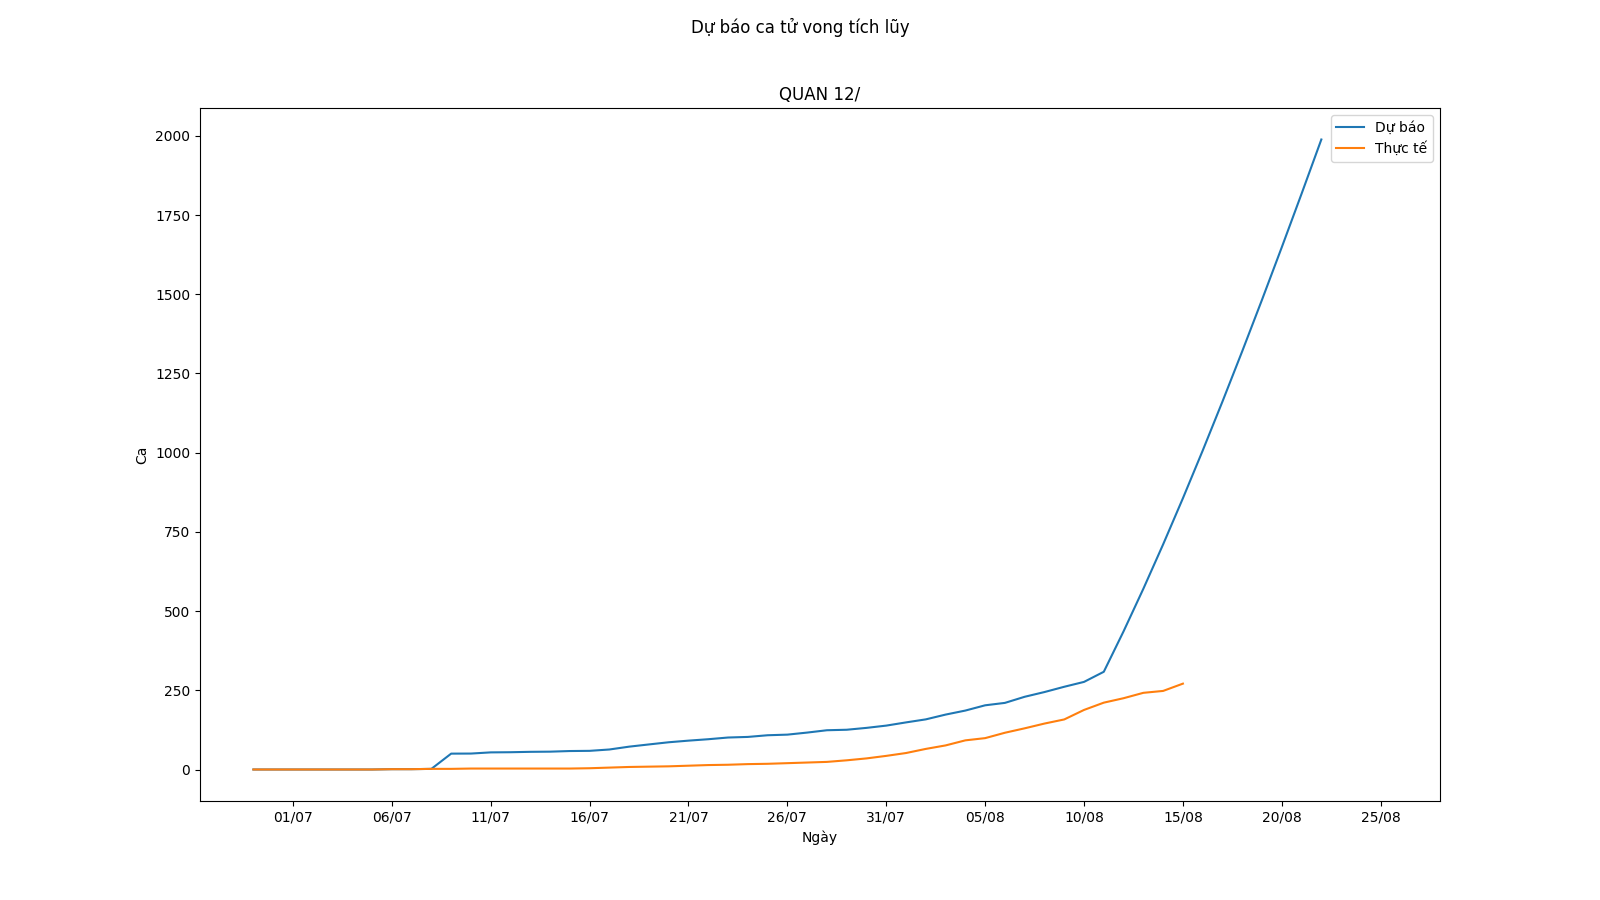 Dự báo ca tử vong tích lũy
QUAN 12/
Dự báo
Thực tế
2000
1750
1500
1250
1000
750
500
250
0
Ca
01/07 06/07 11/07 16/07 21/07 26/07 31/07 05/08 10/08 15/08 20/08 25/08
Ngày